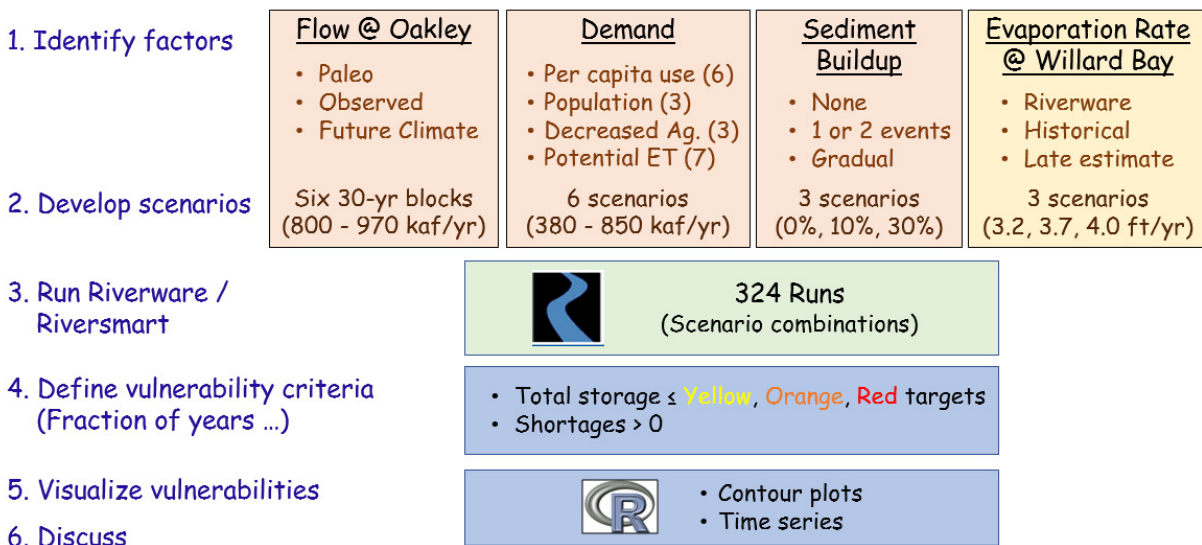 1. Identify factors
Flow @ Oakley
• Paleo
• Observed
• Future Climate
Demand
• Per capita use (6)
• Population (3)
• Decreased Ag. (3)
• Potential ET (7)
Sediment
Buildup
• None
• 1 or 2 events
• Gradual
Evaporation Rate
@ Willard Bay
• Riverware
• Historical
• Late estimate
2. Develop scenarios
Six 30-yr blocks
(800 - 970 kaf/yr)
6 scenarios
(380 - 850 kaf/yr)
3 scenarios
(0%, 10%, 30%)
3 scenarios
(3.2, 3.7, 4.0 ft/yr)
3. Run Riverware /
Riversmart
324 Runs
(Scenario combinations)
4. Define vulnerability criteria
(Fraction of years …)
• Total storage ≤ Yellow, Orange, Red targets
• Shortages > 0
5. Visualize vulnerabilities
R
• Contour plots
• Time series
6. Discuss